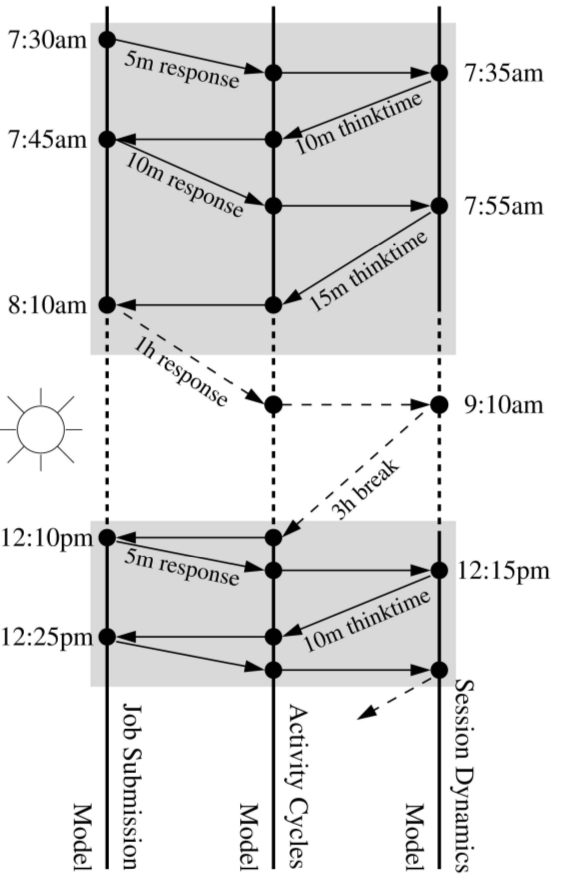 7:30am
5m response
7:35am
10m thinktime
7:45am
10m response
7:55am
15m thinktime
8:10am
1h response
9:10am
3h break
12:10pm
5m response
12:15pm
10m thinktime
12:25pm
Job Submission
Model
Activity Cycles
Model
Session Dynamics
Model